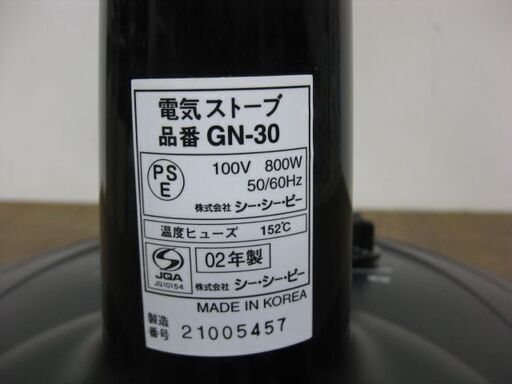 電気ストーブ
品番 GN-30
PS
E
100V 800W
50/60Hz
株式会社 シー・シー・ピー
温度ヒューズ 152℃
JQA
JQ10154
02年製
株式会社 シー・シー・ピー
MADE IN KOREA
製造
番号 21005457